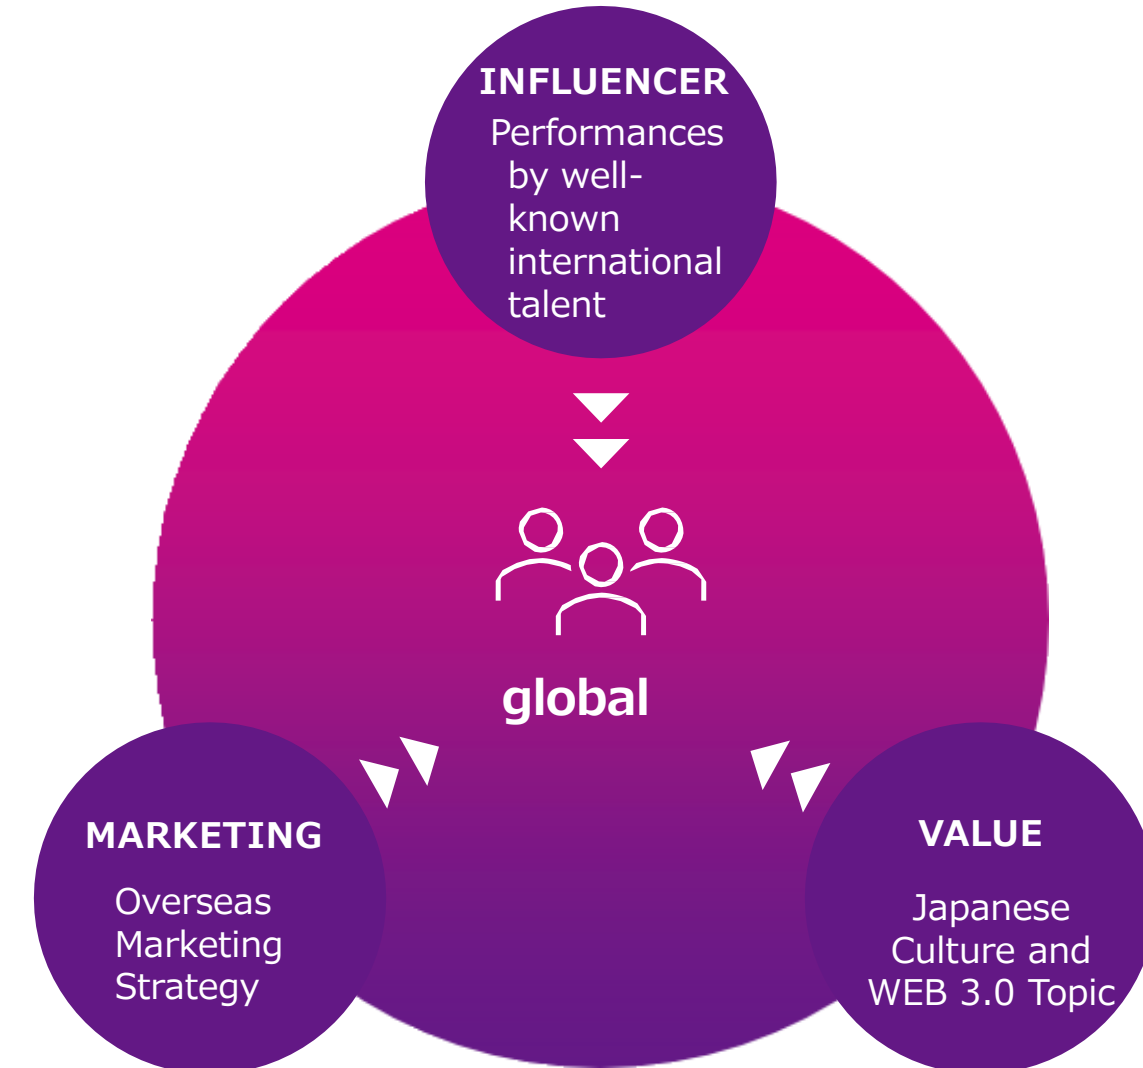 INFLUENCER
Performances
by well-
known
international
talent
global
MARKETING
Overseas
Marketing
Strategy
VALUE
Japanese
Culture and
WEB 3.0 Topic